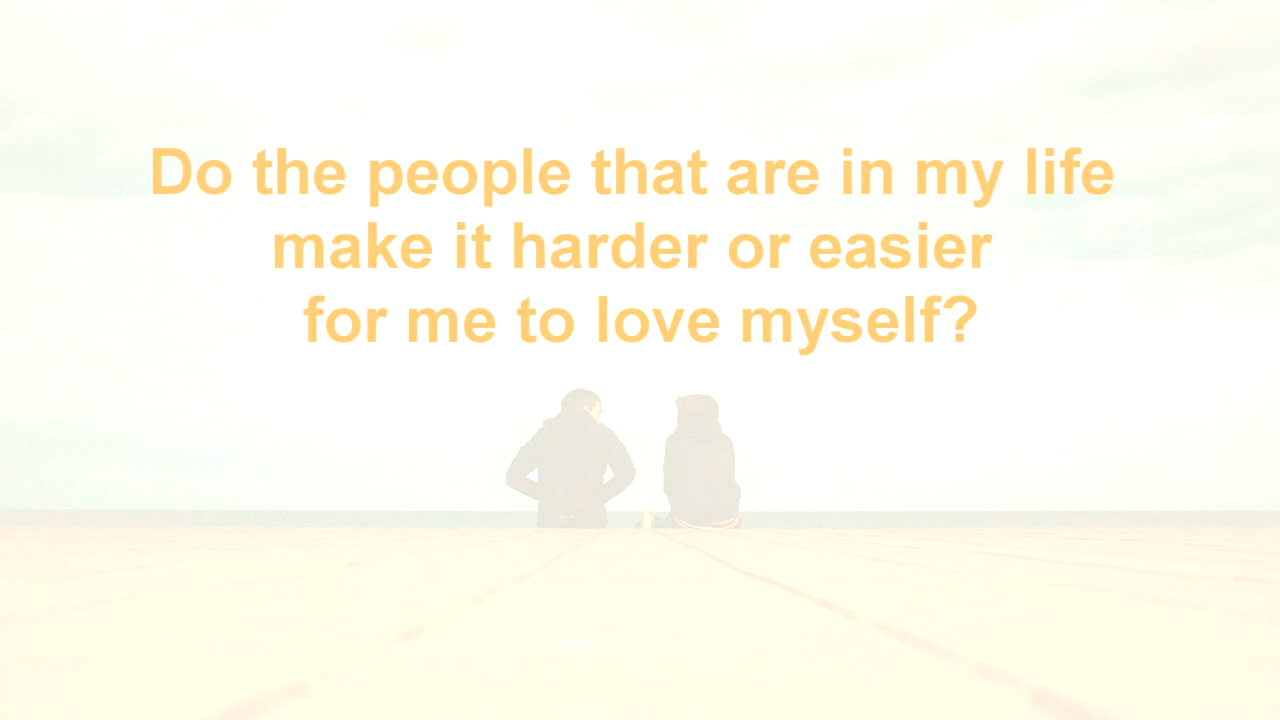 Do the people that are in my life
make it harder or easier
for me to love myself?